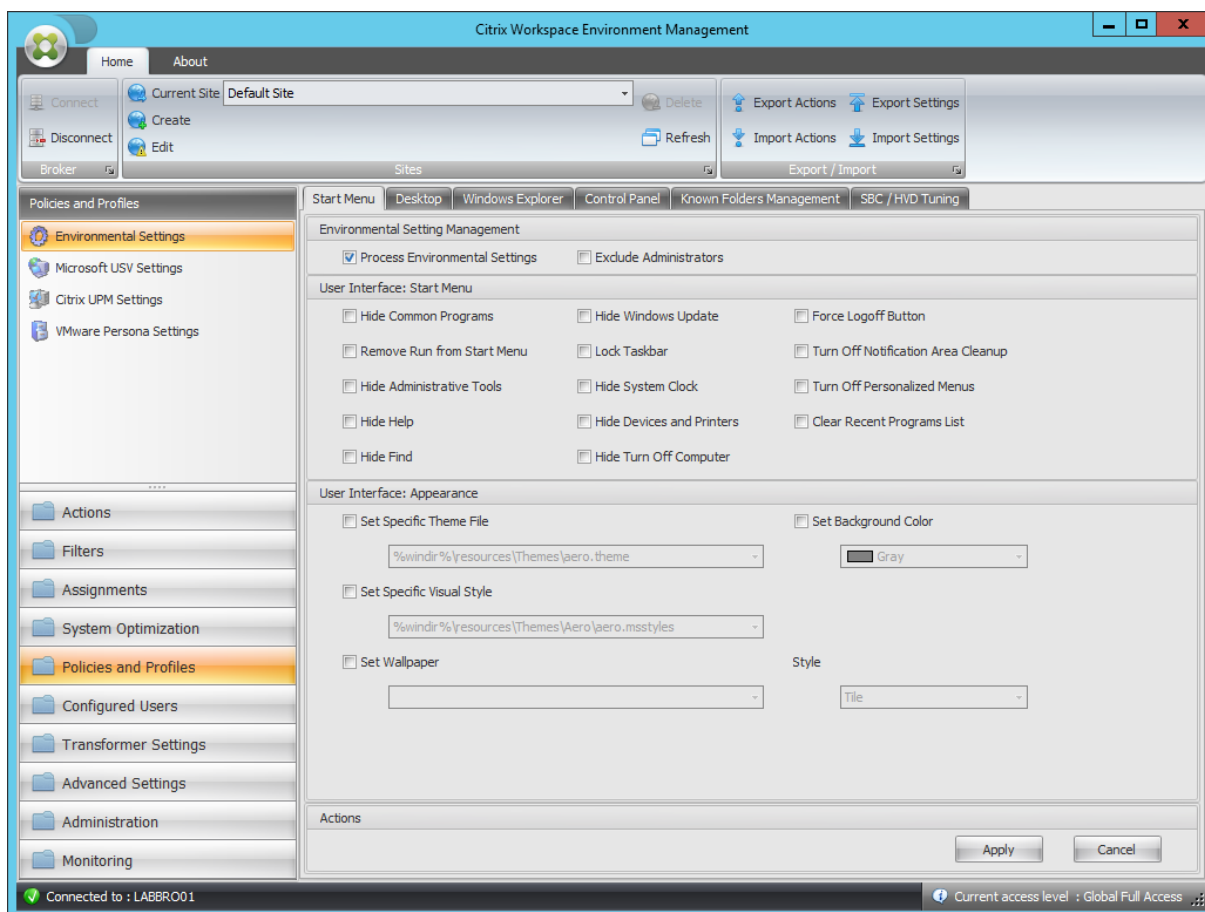 Citrix Workspace Environment Management
Home About
Connect
Disconnect
Broker
Current Site Default Site
Create
Edit
Delete
Refresh
Sites
Export Actions Export Settings
Import Actions Import Settings
Export / Import
Policies and Profiles
Environmental Settings
Microsoft USV Settings
Citrix UPM Settings
VMware Persona Settings
Actions
Filters
Assignments
System Optimization
Policies and Profiles
Configured Users
Transformer Settings
Advanced Settings
Administration
Monitoring
Start Menu Desktop Windows Explorer Control Panel Known Folders Management SBC / HVD Tuning
Environmental Setting Management
Process Environmental Settings Exclude Administrators
User Interface: Start Menu
Hide Common Programs Hide Windows Update Force Logoff Button
Remove Run from Start Menu Lock Taskbar Turn Off Notification Area Cleanup
Hide Administrative Tools Hide System Clock Turn Off Personalized Menus
Hide Help Hide Devices and Printers Clear Recent Programs List
Hide Find Hide Turn Off Computer
User Interface: Appearance
Set Specific Theme File Set Background Color
%windir%\resources\Themes\aero.theme Gray
Set Specific Visual Style
%windir%\resources\Themes\Aero\aero.msstyles
Set Wallpaper Style
Tile
Actions
Apply Cancel
Connected to : LABBRO01 Current access level : Global Full Access